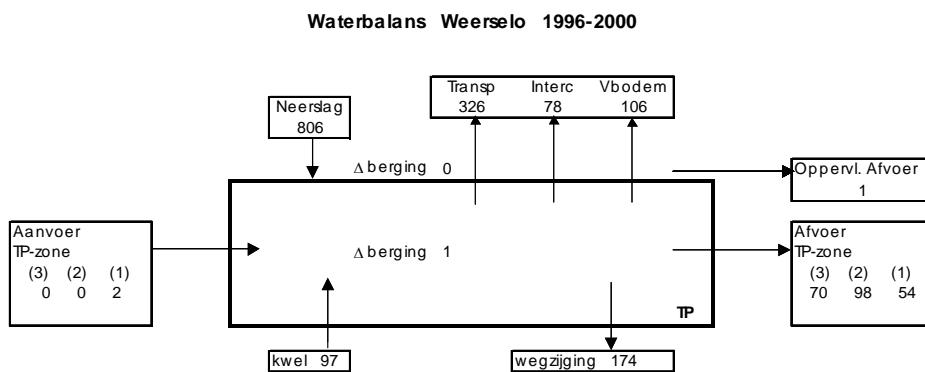 Waterbalans Weerselo 1996-2000
Transp Interc Vbodem
326 78 106
Neerslag
806
Δ berging 0
Oppervl. Afvoer
1
Aanvoer
TP-zone
(3) (2) (1)
0 0 2
Δ berging 1
Afvoer
TP-zone
(3) (2) (1)
70 98 54
TP
kwel 97
wegzijging 174